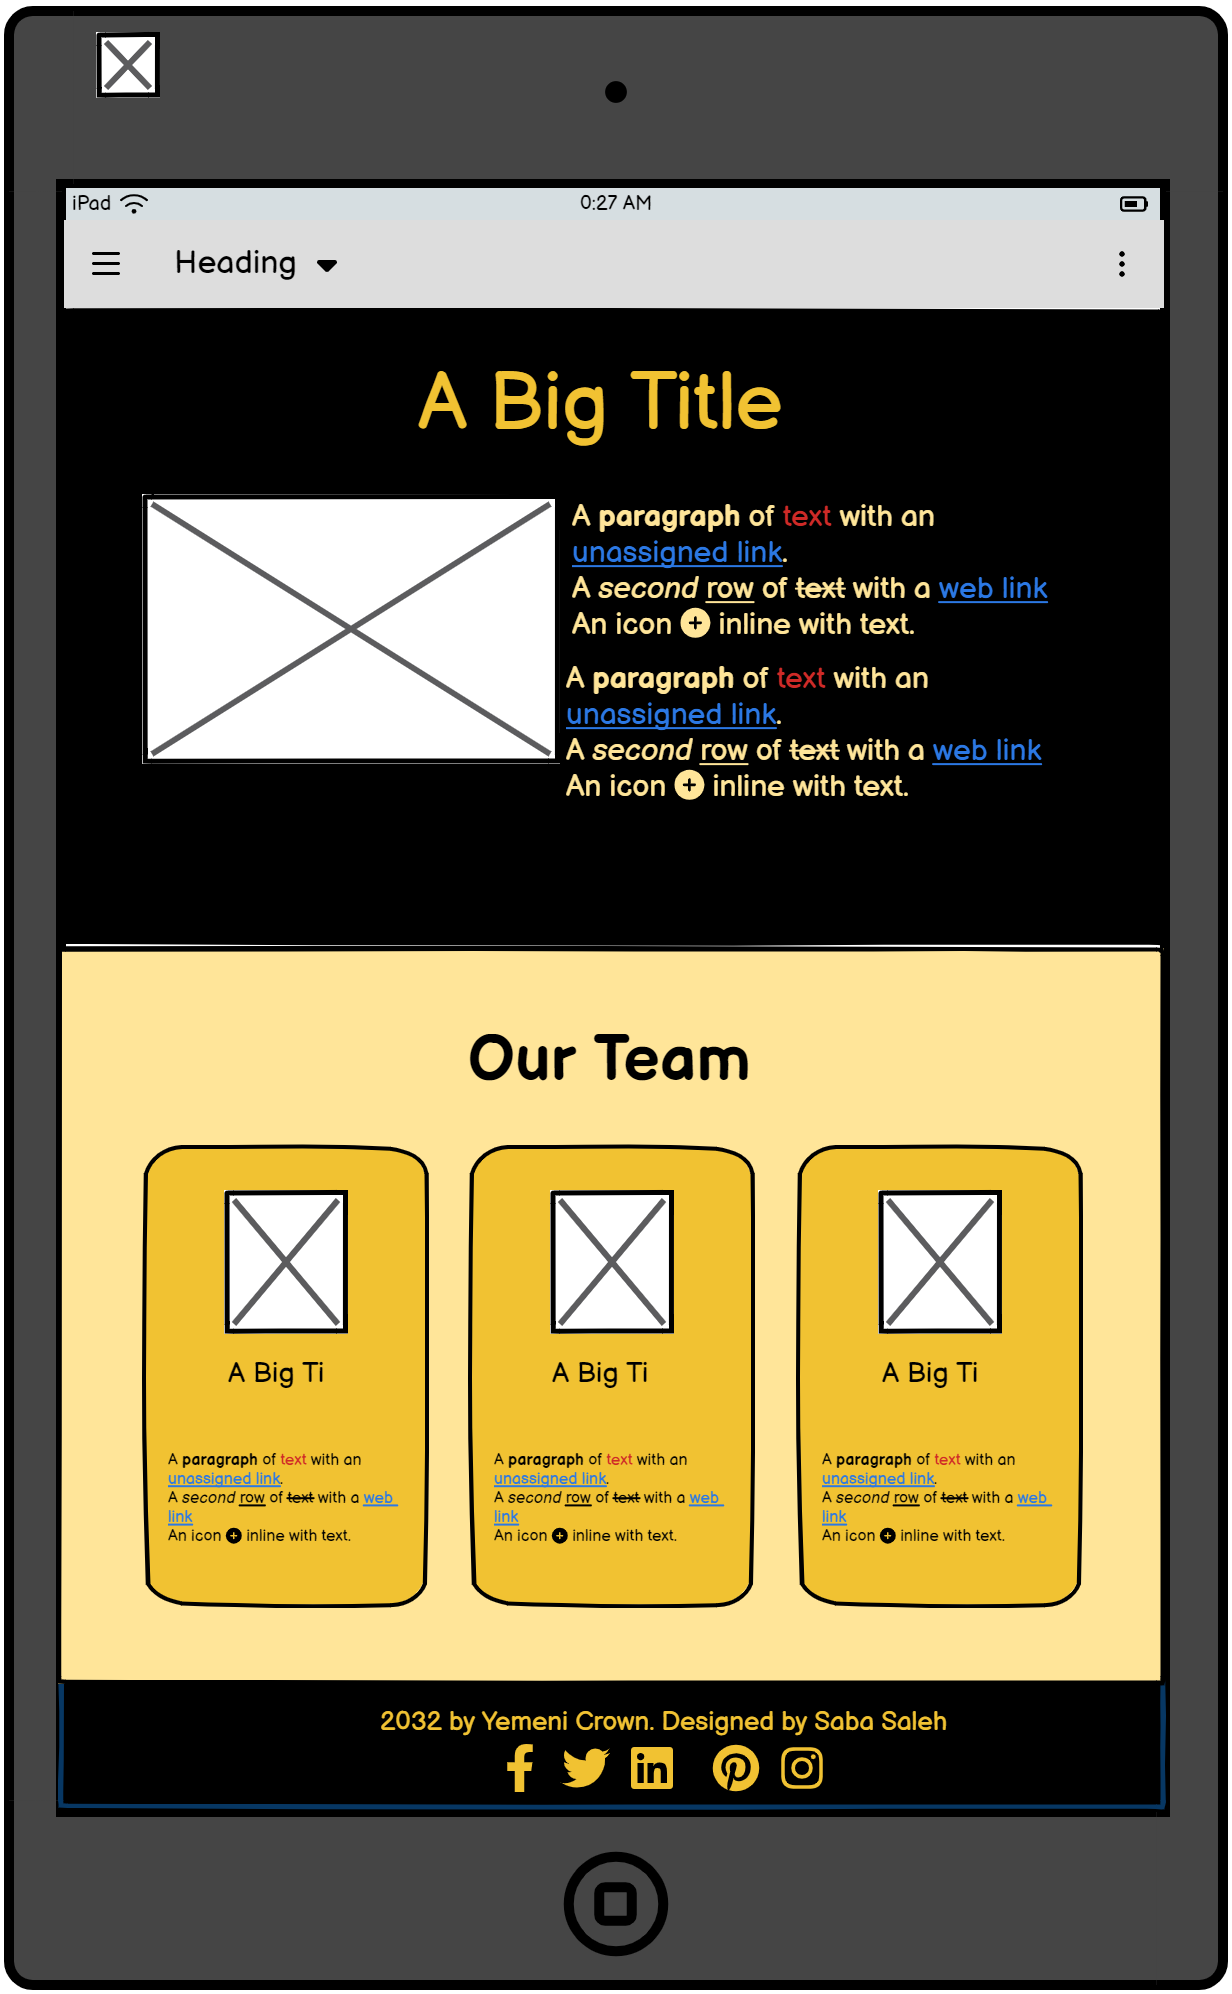 iPad
0:27 AM
Heading
A Big Title
A paragraph of text with an
unassigned link.
A second row of text with a web link
An icon inline with text.
A paragraph of text with an
unassigned link.
A second row of text with a web link
An icon inline with text.
Our Team
A Big Ti
A paragraph of text with an
unassigned link.
A second row of text with a web
link
An icon inline with text.
A Big Ti
A paragraph of text with an
unassigned link.
A second row of text with a web
link
An icon inline with text.
A Big Ti
A paragraph of text with an
unassigned link.
A second row of text with a web
link
An icon inline with text.
2032 by Yemeni Crown. Designed by Saba Saleh